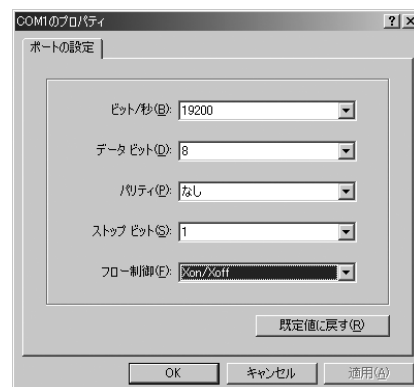 COM1のプロパティ
ポートの設定
ビット/秒(B): 19200
データ ビット(D): 8
パリティ(P): なし
ストップ ビット(S): 1
フロー制御(F): Xon/Xoff
既定値に戻す(R)
OK キャンセル 適用(A)